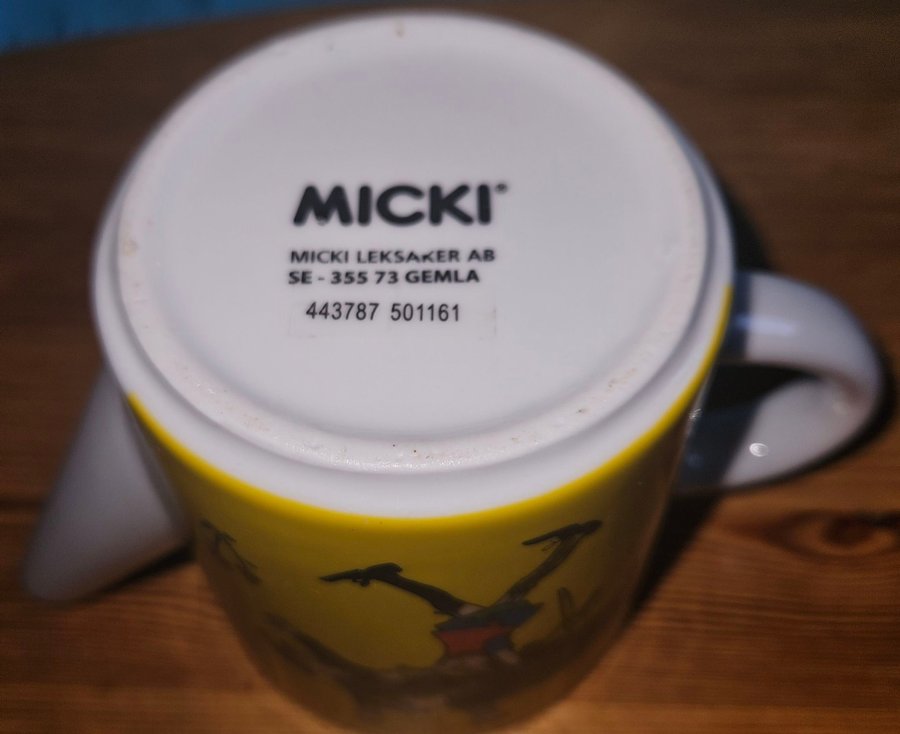 MICKI®
MICKI LEKSAKER AB
SE - 355 73 GEMLA
443787 501161